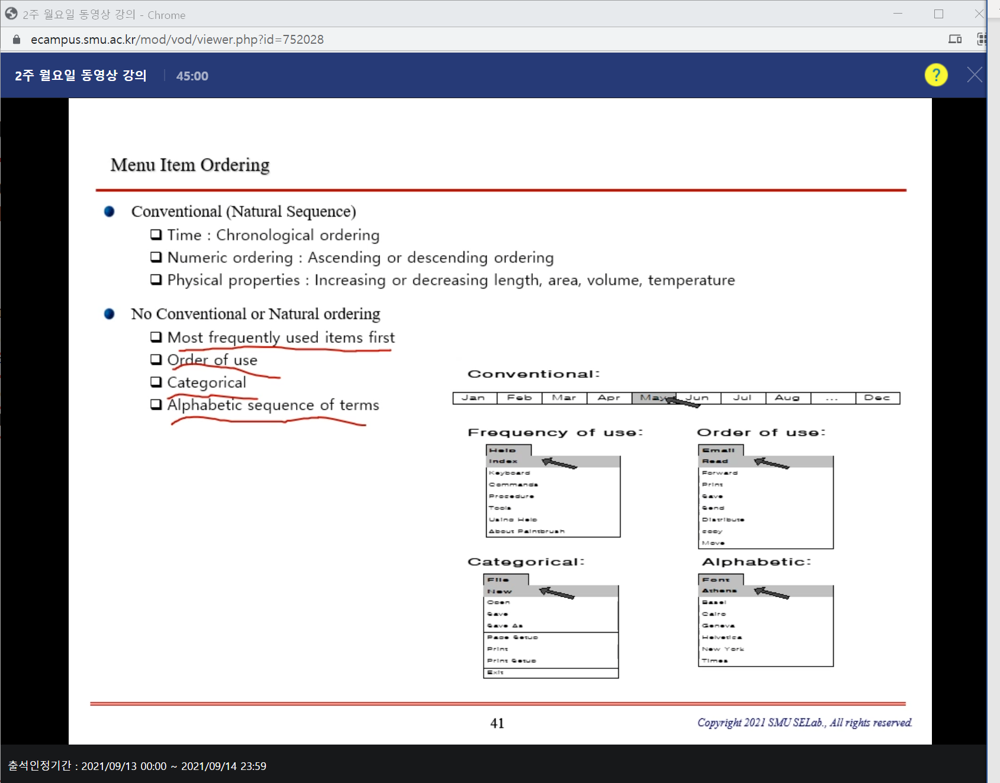 2주 월요일 동영상 강의 - Chrome
ecampus.smu.ac.kr/mod/vod/viewer.php?id=752028
2주 월요일 동영상 강의 45:00
?
Menu Item Ordering
Conventional (Natural Sequence)
Time : Chronological ordering
Numeric ordering : Ascending or descending ordering
Physical properties : Increasing or decreasing length, area, volume, temperature
No Conventional or Natural ordering
Most frequently used items first
Order of use
Categorical
Alphabetic sequence of terms
Conventional:
Jan Feb Mar Apr May Jun Jul Aug ... Dec
Frequency of use:
Help
Index
Keyboard
Commands
Procedure
Tools
Using Help
About Paintbrush
Order of use:
Email
Read
Forward
Print
Save
Send
Distribute
copy
Move
Categorical:
File
New
Open
Save
Save As
Page Setup
Print
Print Setup
Exit
Alphabetic:
Font
Athens
Basel
Cairo
Geneva
Helvetica
New York
Times
41
Copyright 2021 SMU SELab., All rights reserved.
출석인정기간 : 2021/09/13 00:00 ~ 2021/09/14 23:59